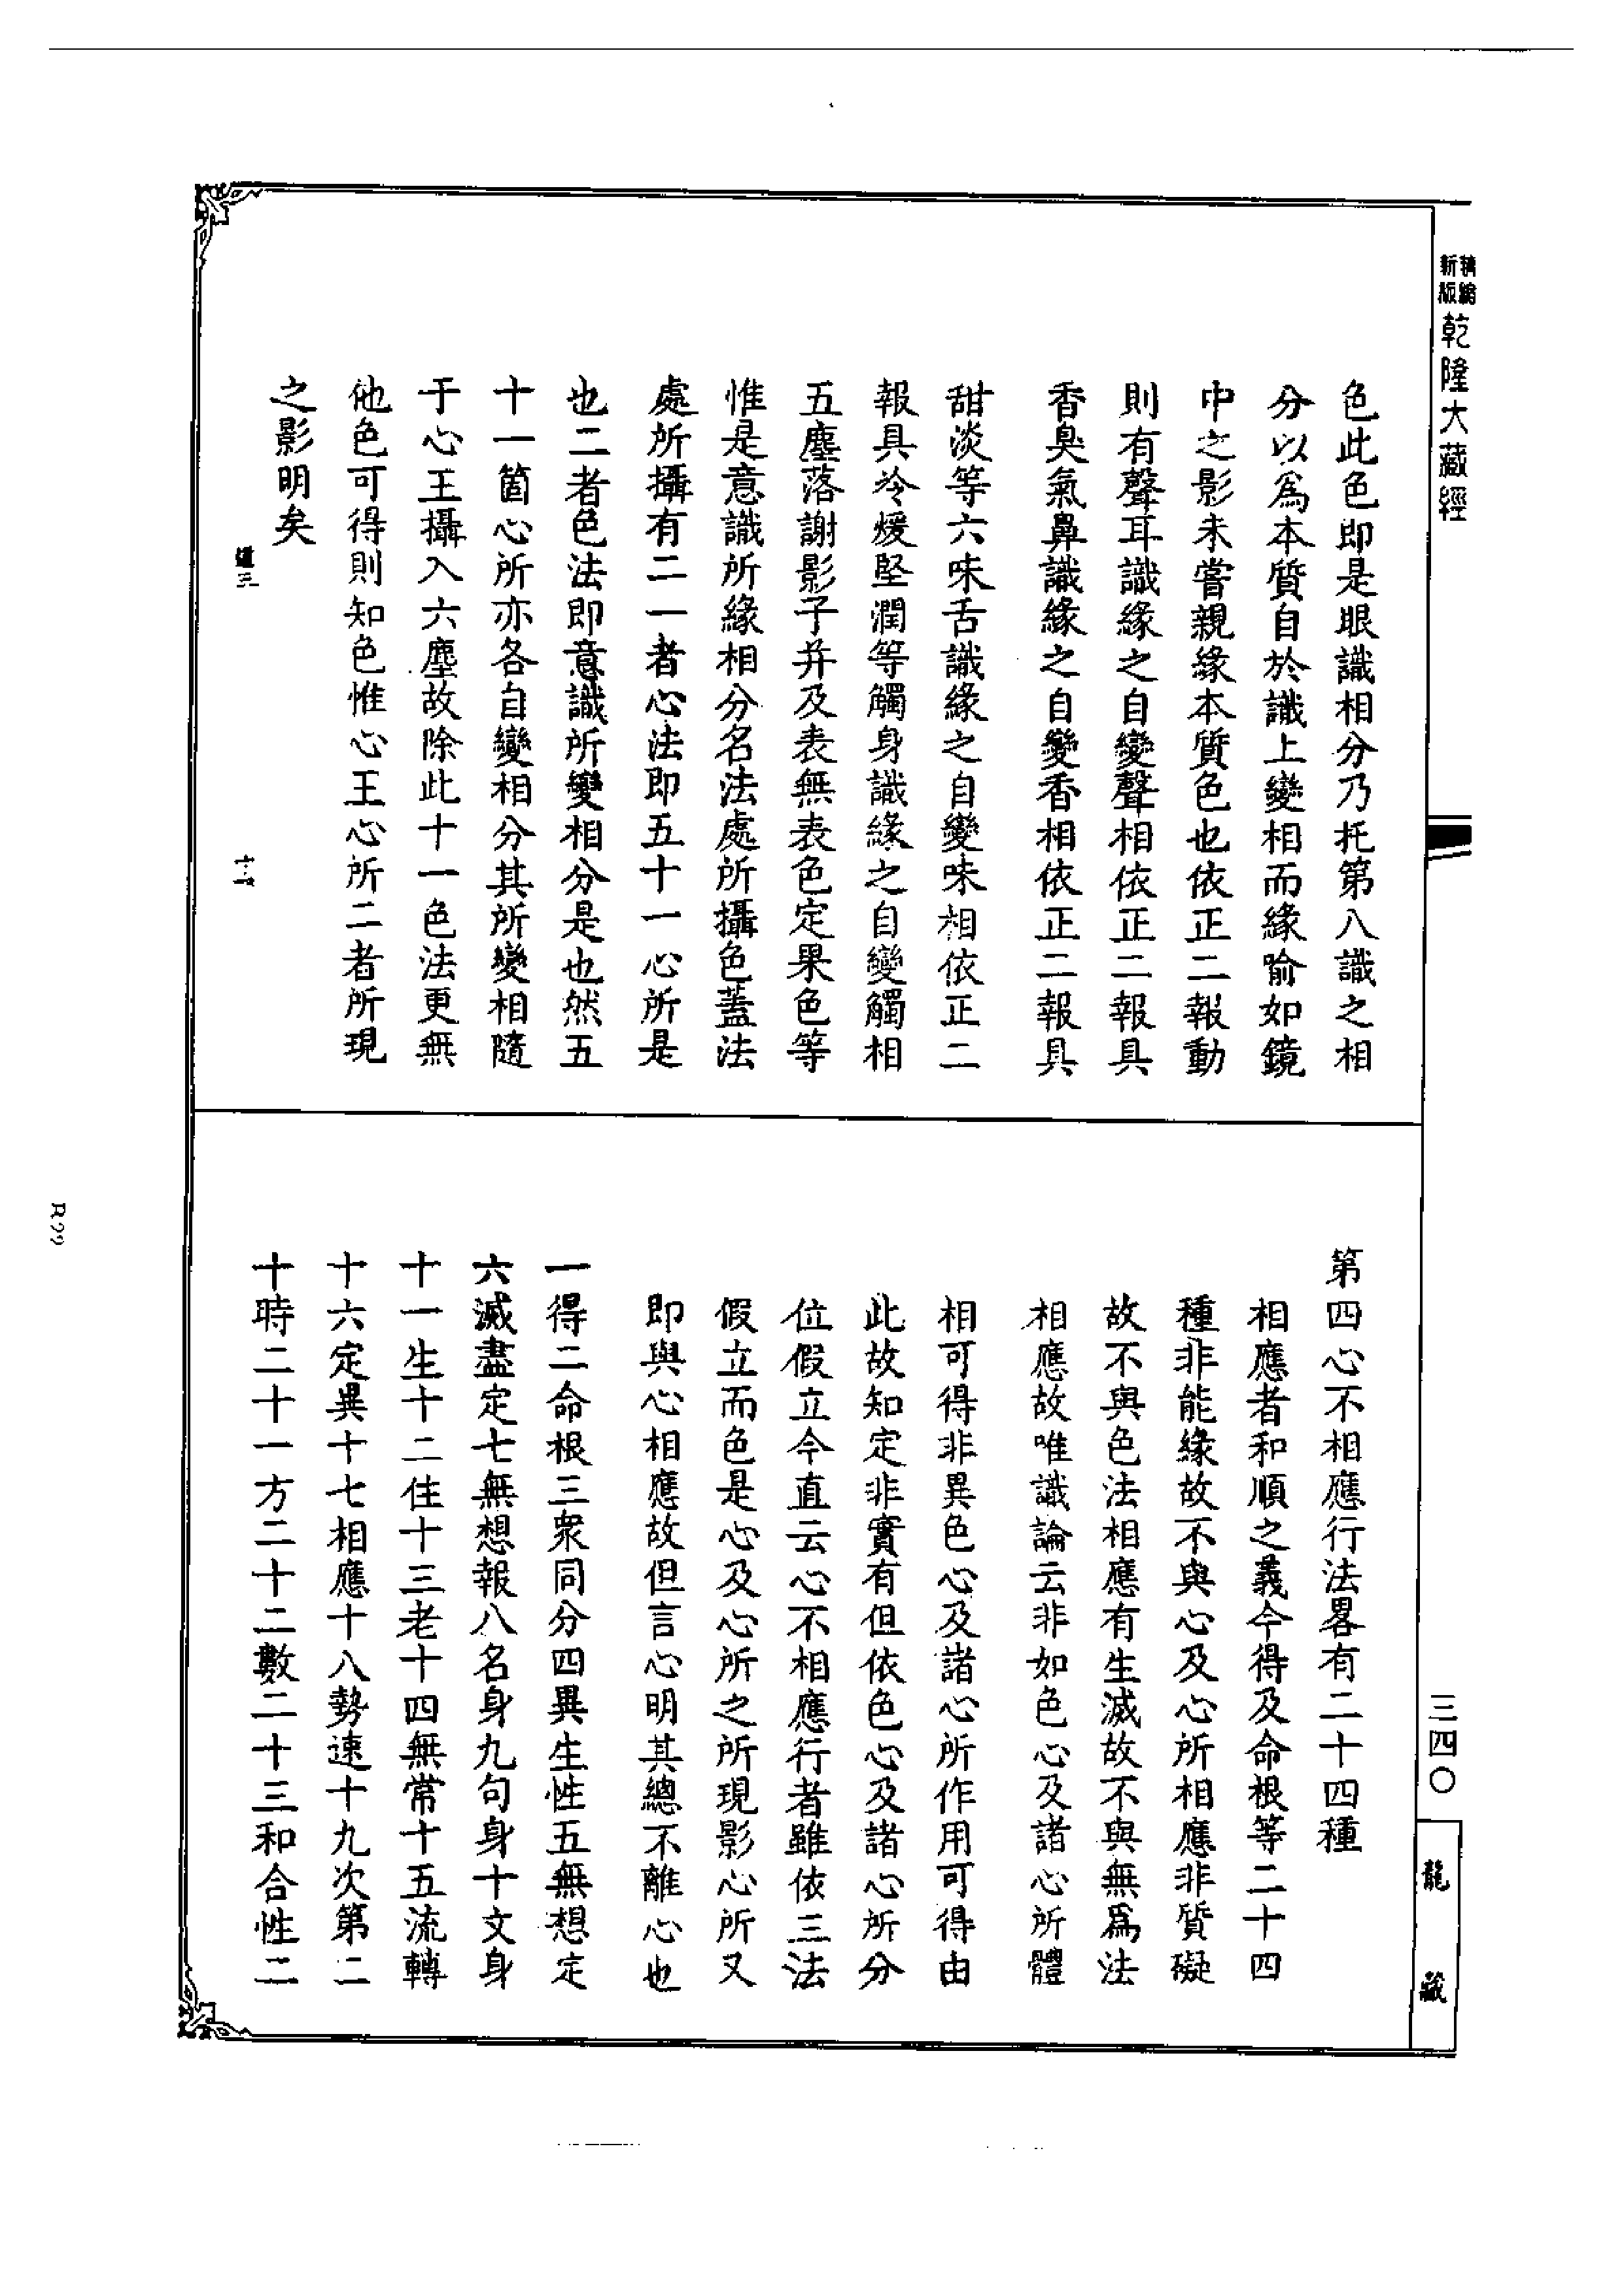 精縮
新版
乾隆大藏經
色此色即是眼識相分乃托第八識之相
分以為本質自於識上變相而緣喻如鏡
中之影未嘗親緣本質色也依正二報動
則有聲耳識緣之自變聲相依正二報具
香臭氣鼻識緣之自變香相依正二報具
甜淡等六味舌識緣之自變味相依正二
報具冷煖堅潤等觸身識緣之自變觸相
五塵落謝影子并及表無表色定果色等
惟是意識所緣相分名法處所攝色蓋法
處所攝有二一者心法即五十一心所是
也二者色法即意識所變相分是也然五
十一箇心所亦各自變相分其所變相隨
于心王攝入六塵故除此十一色法更無
他色可得則知色惟心王心所二者所現
之影明矣
三四〇
龍藏
第四心不相應行法畧有二十四種
相應者和順之義今得及命根等二十四
種非能緣故不與心及心所相應非質礙
故不與色法相應有生滅故不與無為法
相應故唯識論云非如色心及諸心所體
相可得非異色心及諸心所作用可得由
此故知定非實有但依色心及諸心所分
位假立今直云心不相應行者雖依三法
假立而色是心及心所之所現影心所又
即與心相應故但言心明其總不離心也
一得二命根三眾同分四異生性五無想定
六滅盡定七無想報八名身九句身十文身
十一生十二住十三老十四無常十五流轉
十六定異十七相應十八勢速十九次第二
十時二十一方二十二數二十三和合性二
R22